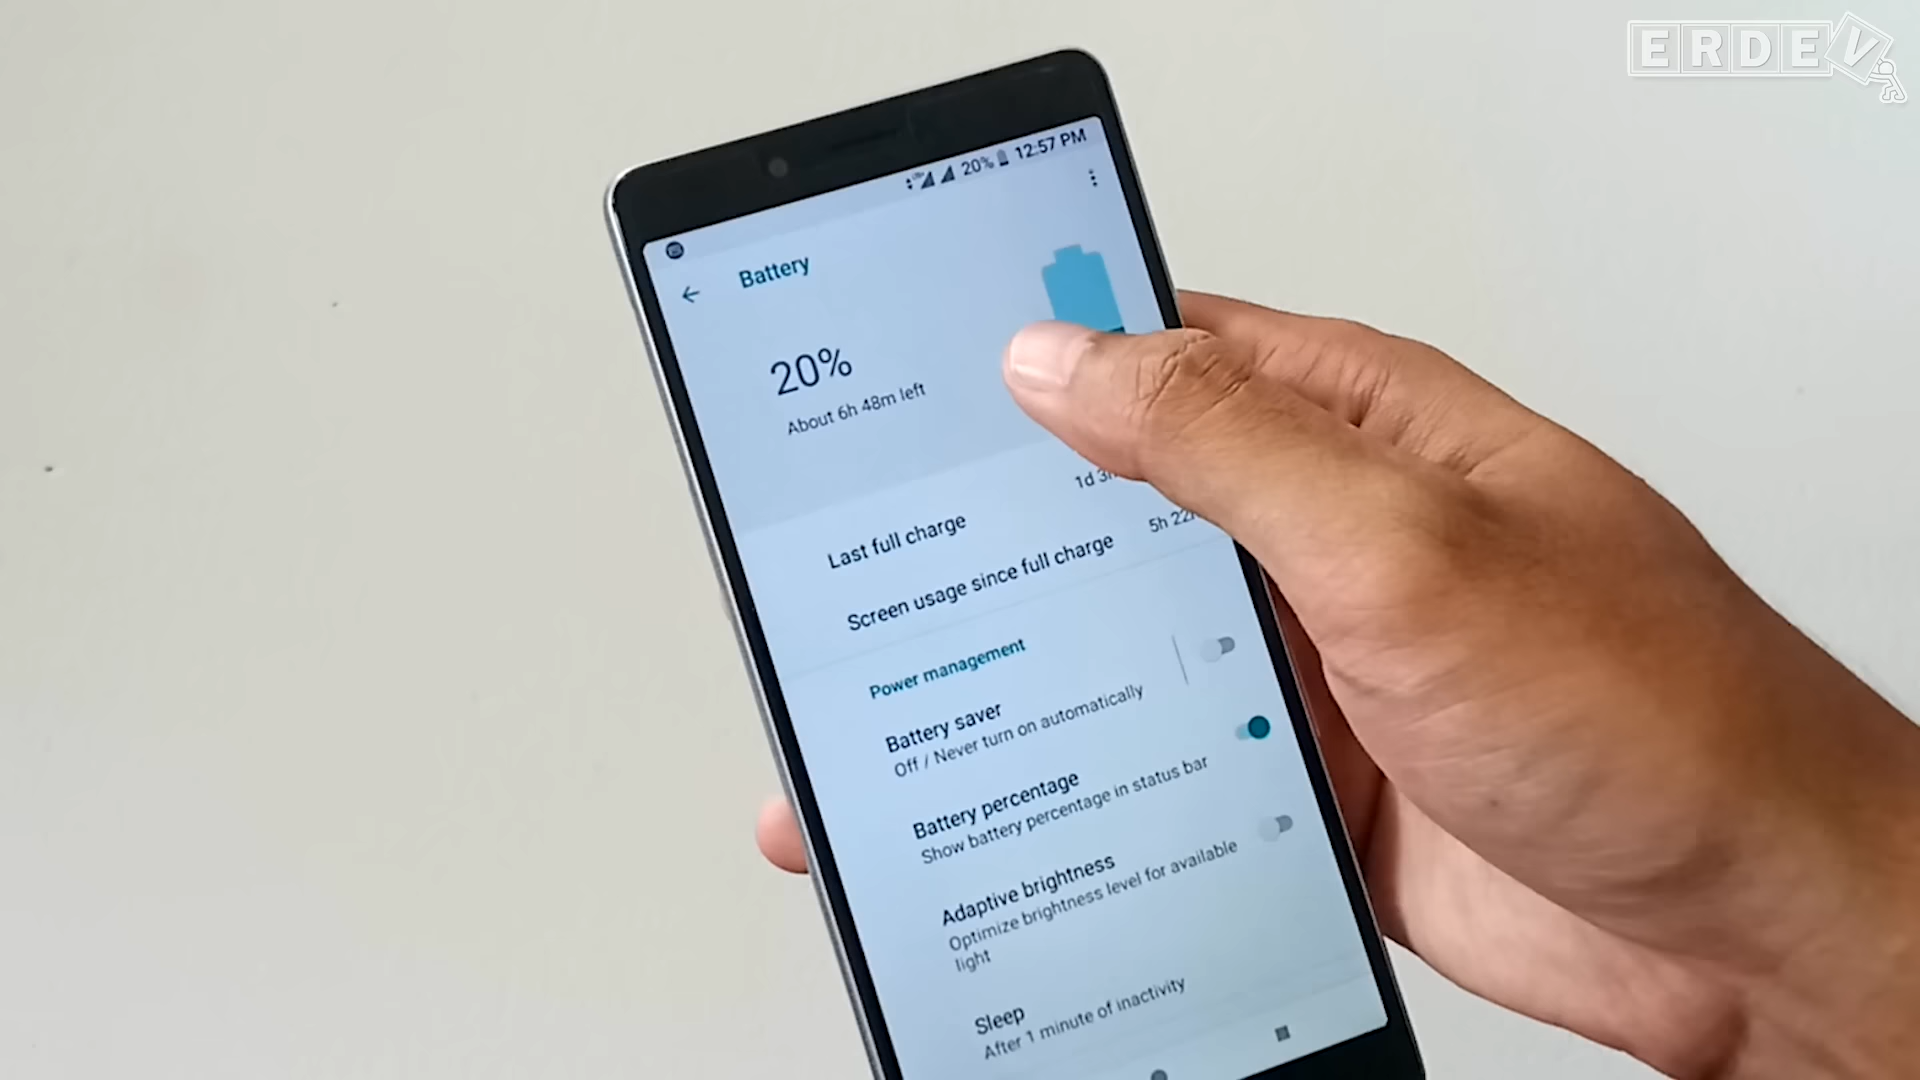 ERDEV
20% 12:57 PM
Battery
20%
About 6h 48m left
Last full charge
1d
Screen usage since full charge
5h
Power management
Battery saver
Off / Never turn on automatically
Battery percentage
Show battery percentage in status bar
Adaptive brightness
Optimize brightness level for available
light
Sleep
After 1 minute of inactivity